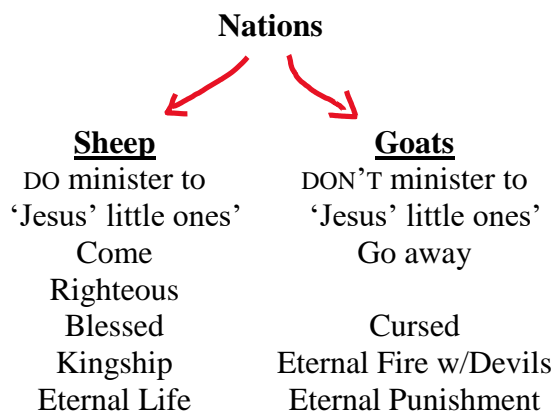 Nations
Sheep Goats
DO minister to DON'T minister to
‘Jesus’ little ones’ ‘Jesus’ little ones’
Come Go away
Righteous
Blessed Cursed
Kingship Eternal Fire w/Devils
Eternal Life Eternal Punishment